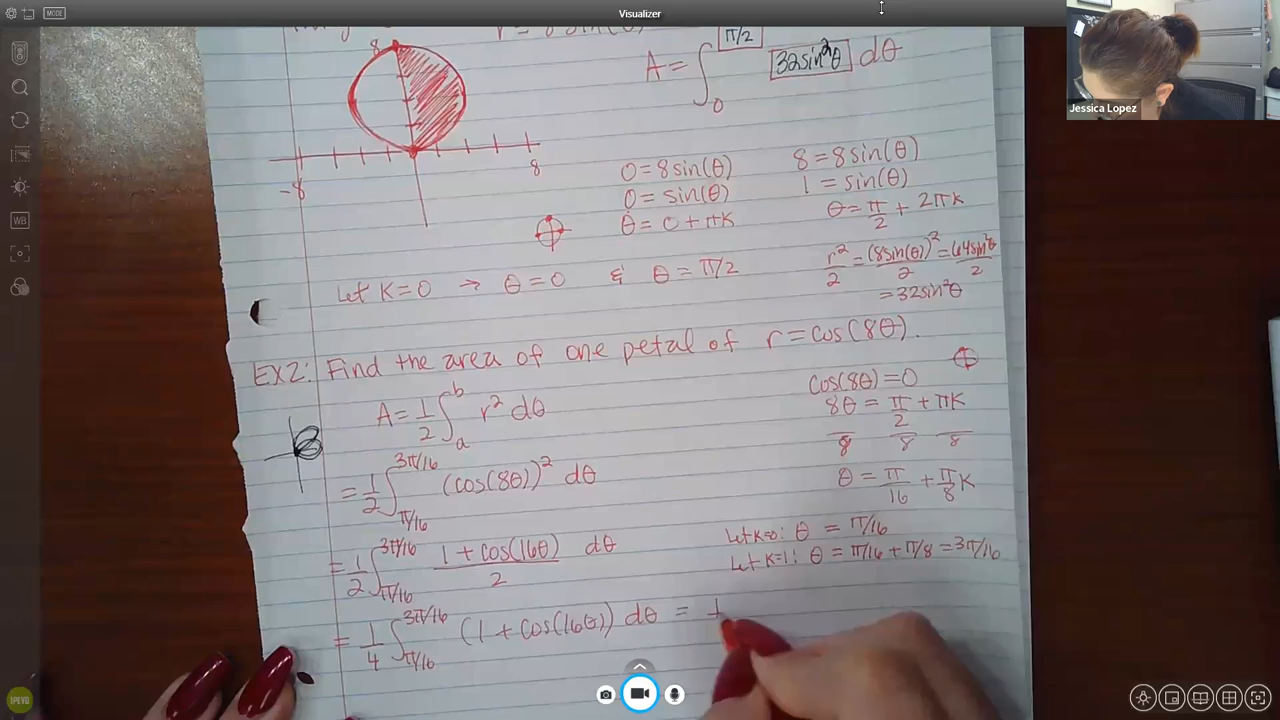 MODE
Visualizer
Jessica Lopez
WB
IPEVO
8
-8
8
A = ∫₀^{π/2} 32sin²θ dθ
0 = 8sin(θ)
0 = sin(θ)
θ = 0 + πK
8 = 8sin(θ)
1 = sin(θ)
θ = π/2 + 2πK
r²/2 = (8sin(θ))²/2 = 64sin²θ/2
= 32sin²θ
Let K=0 → θ = 0 & θ = π/2
EX2: Find the area of one petal of r = cos(8θ).
A = 1/2 ∫ₐᵇ r² dθ
= 1/2 ∫_{π/16}^{3π/16} (cos(8θ))² dθ
= 1/2 ∫_{π/16}^{3π/16} (1 + cos(16θ))/2 dθ
= 1/4 ∫_{π/16}^{3π/16} (1 + cos(16θ)) dθ = 1
cos(8θ) = 0
8θ = π/2 + πK
8 8 8
θ = π/16 + π/8 K
Let K=0: θ = π/16
Let K=1: θ = π/16 + π/8 = 3π/16